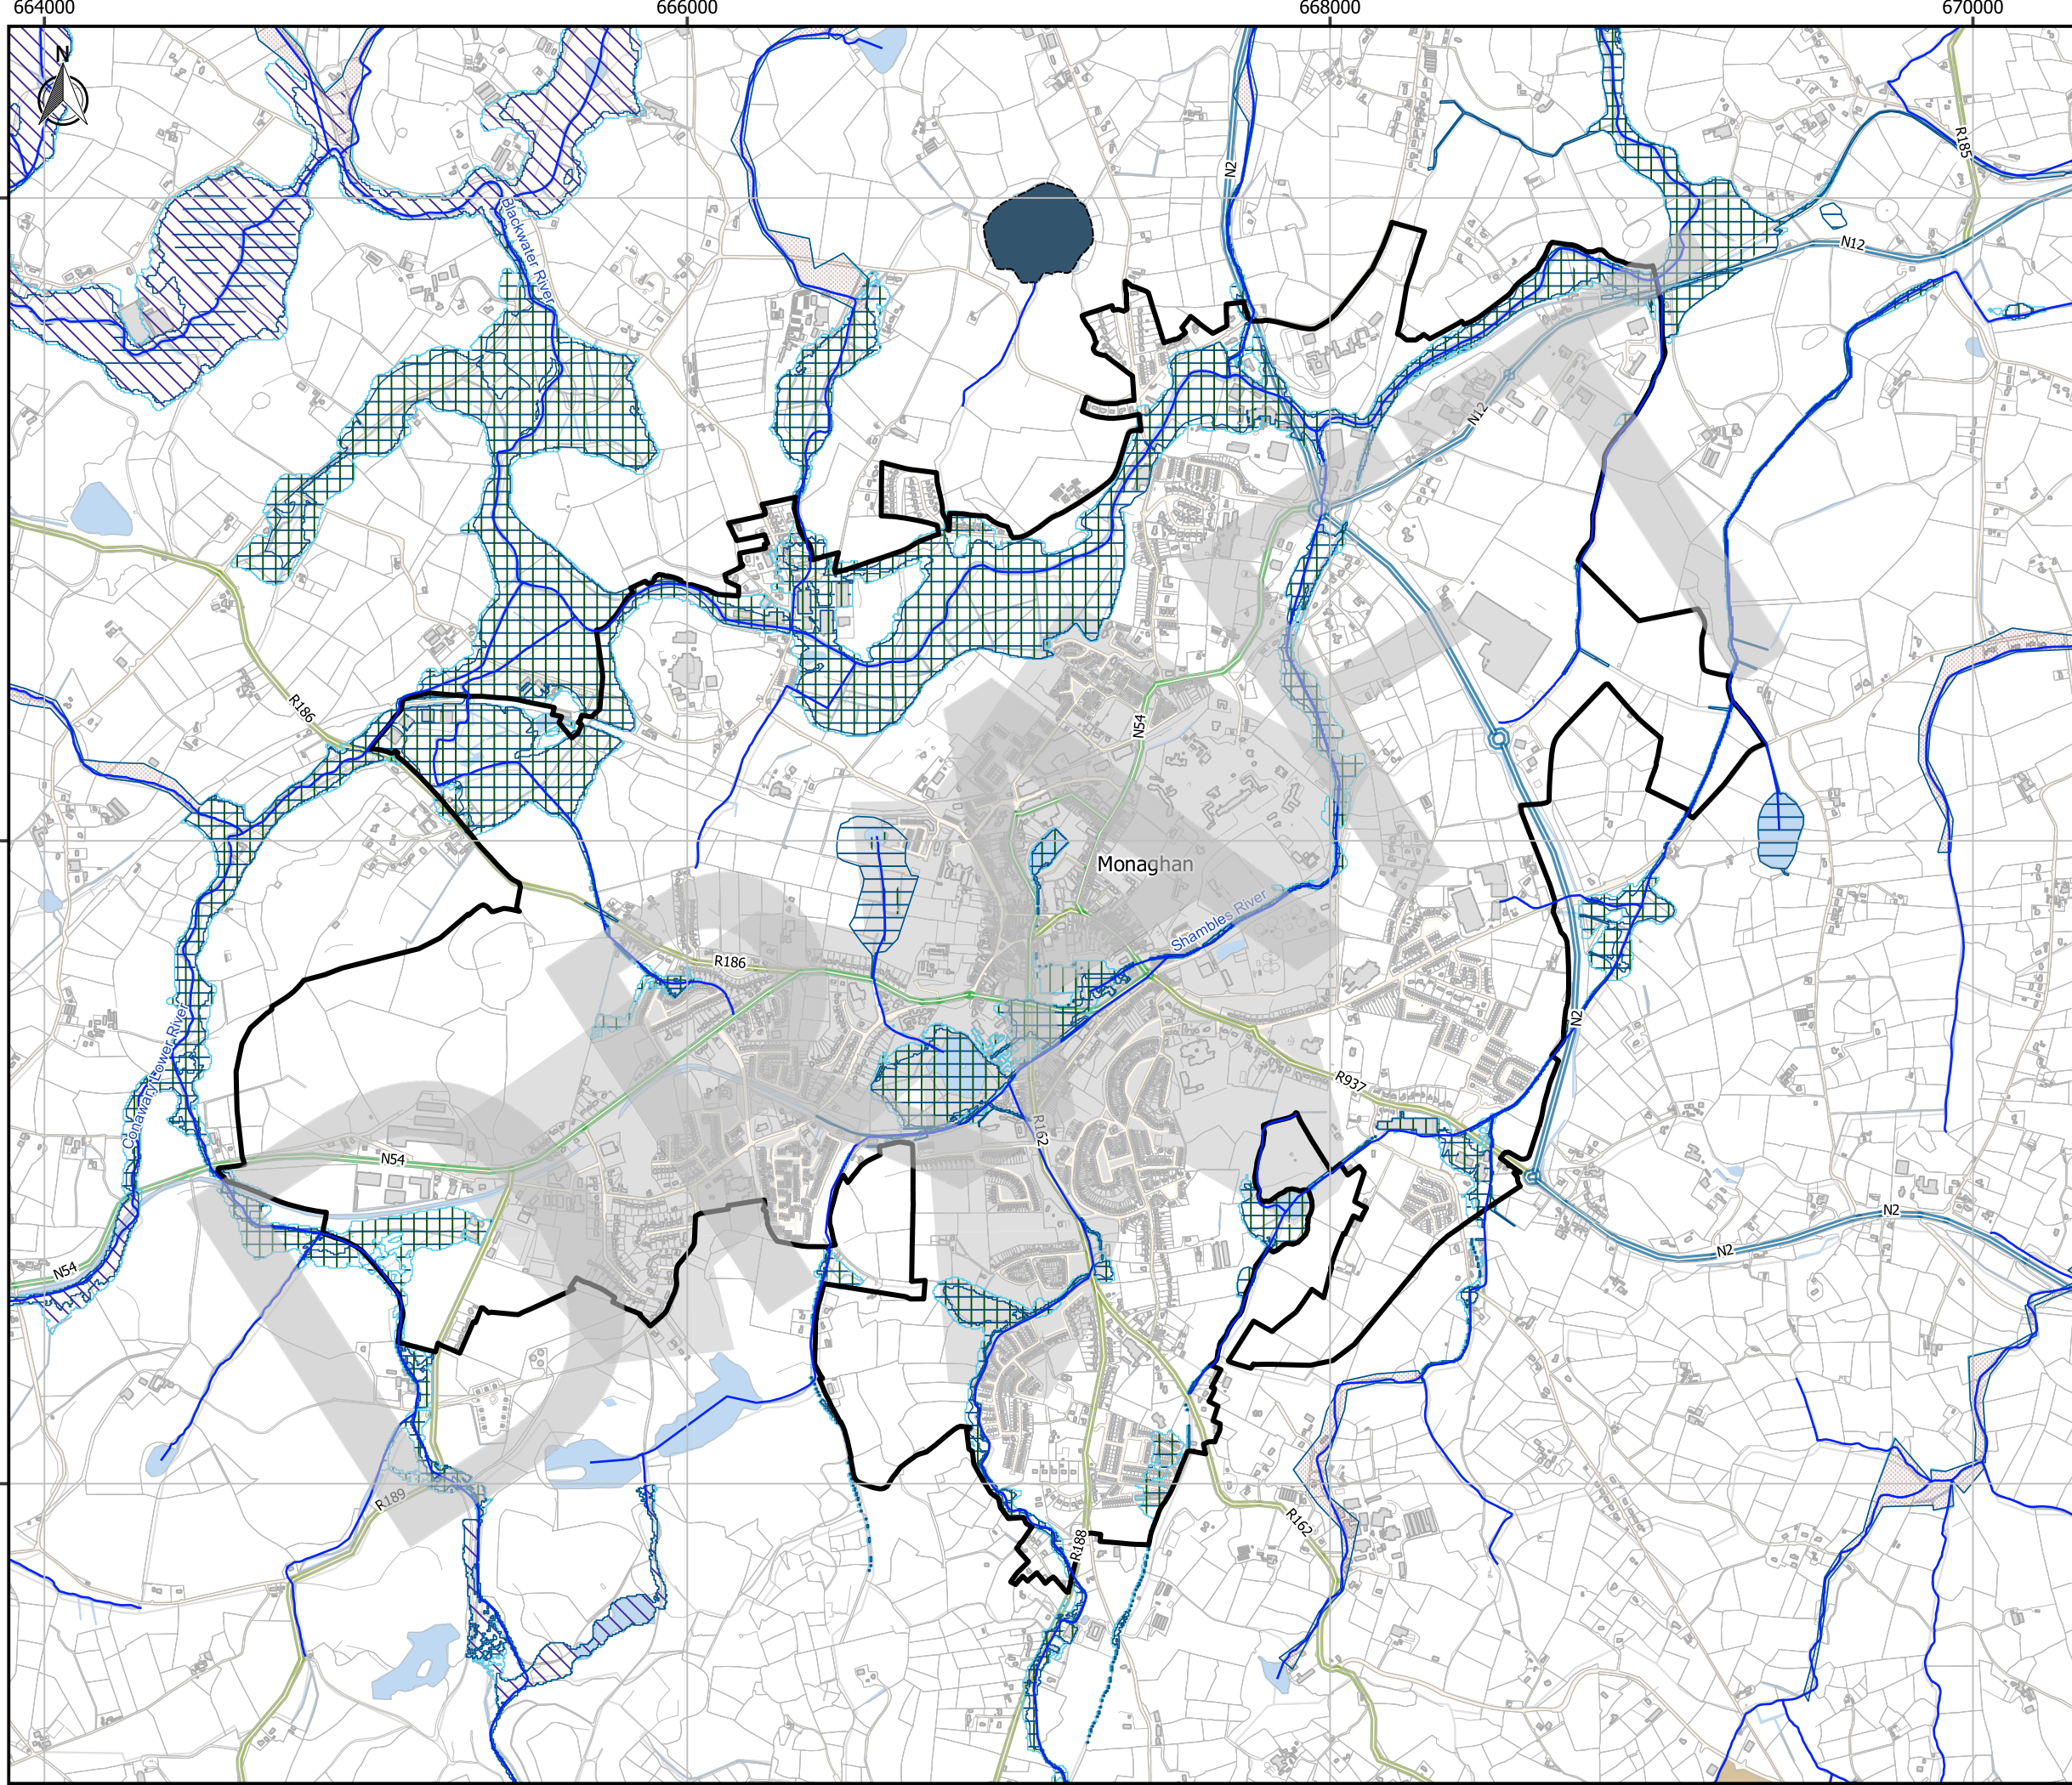 664000 666000 668000 670000
N
N2
R185
Blackwater River
N12
N12
R186
N54
Monaghan
Shambles River
R186
N2
Conawary Lower River
R937
R162
N54
N2
N2
N54
R189
R162
R188
DRAFT